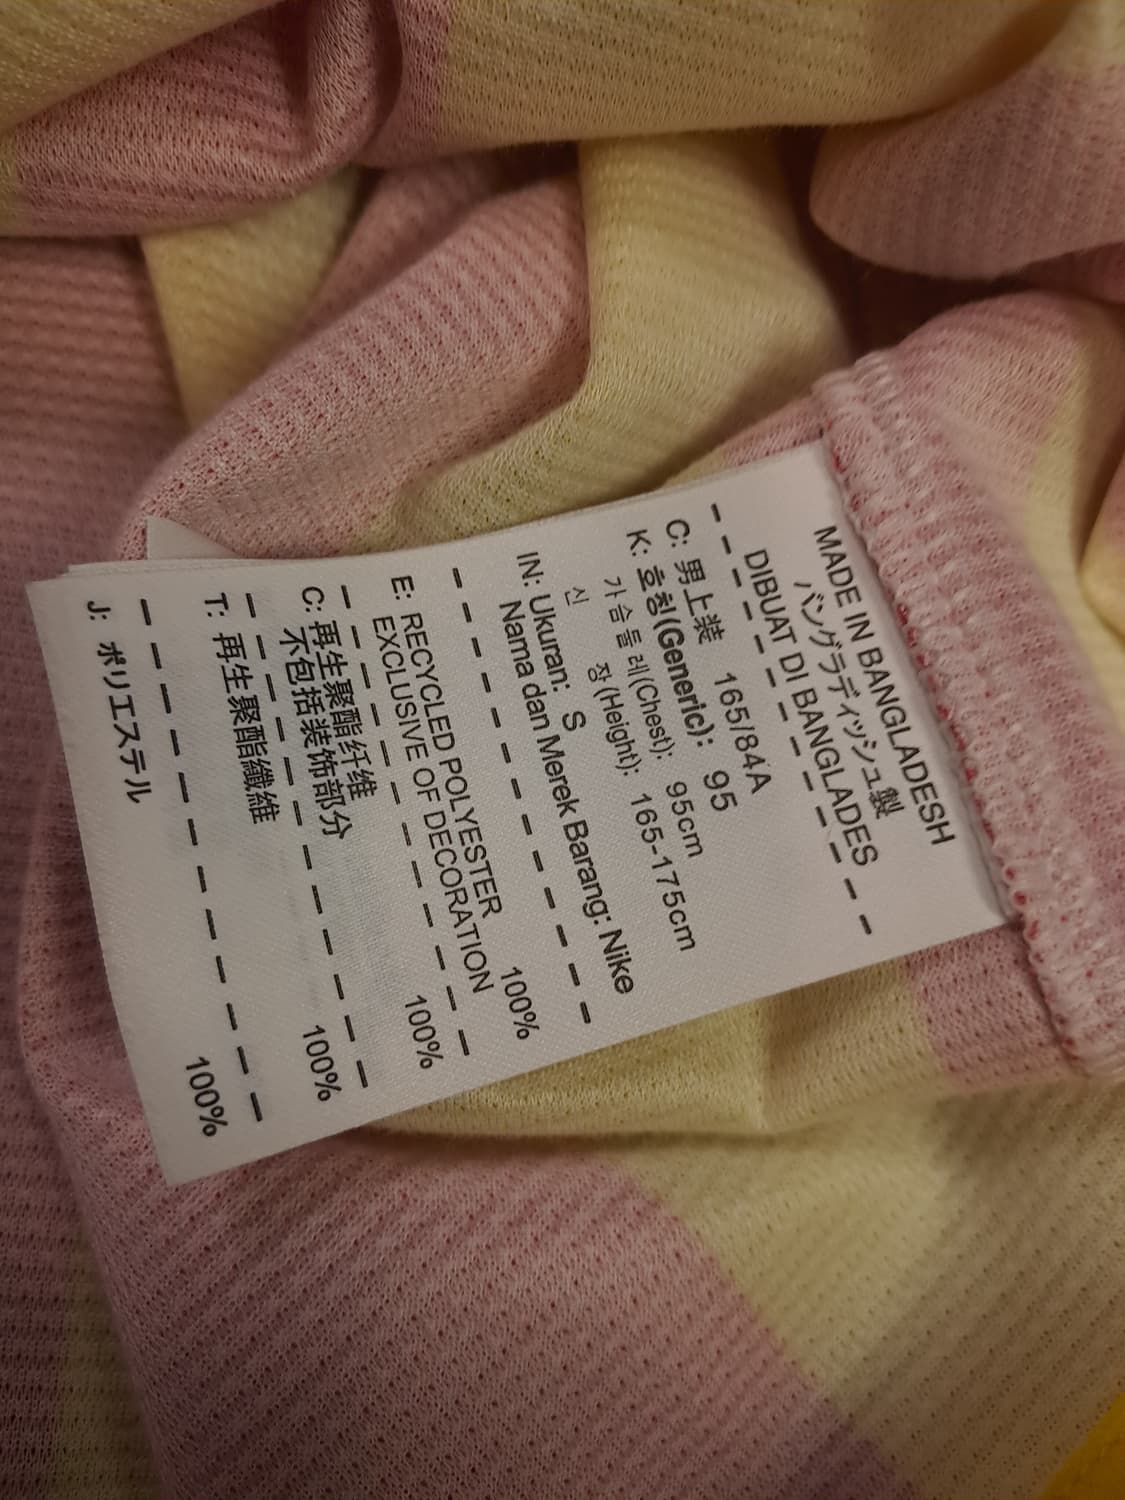 MADE IN BANGLADESH
バングラディッシュ製
DIBUAT DI BANGLADES
C: 男上装 165/84A
K: 호칭(Generic): 95
가슴둘레(Chest): 95cm
신장(Height): 165-175cm
IN: Ukuran: S
Nama dan Merek Barang: Nike
E: RECYCLED POLYESTER 100%
EXCLUSIVE OF DECORATION
C: 再生聚酯纤维 100%
不包括装饰部分
T: 再生聚酯纖維 100%
J: ポリエステル 100%